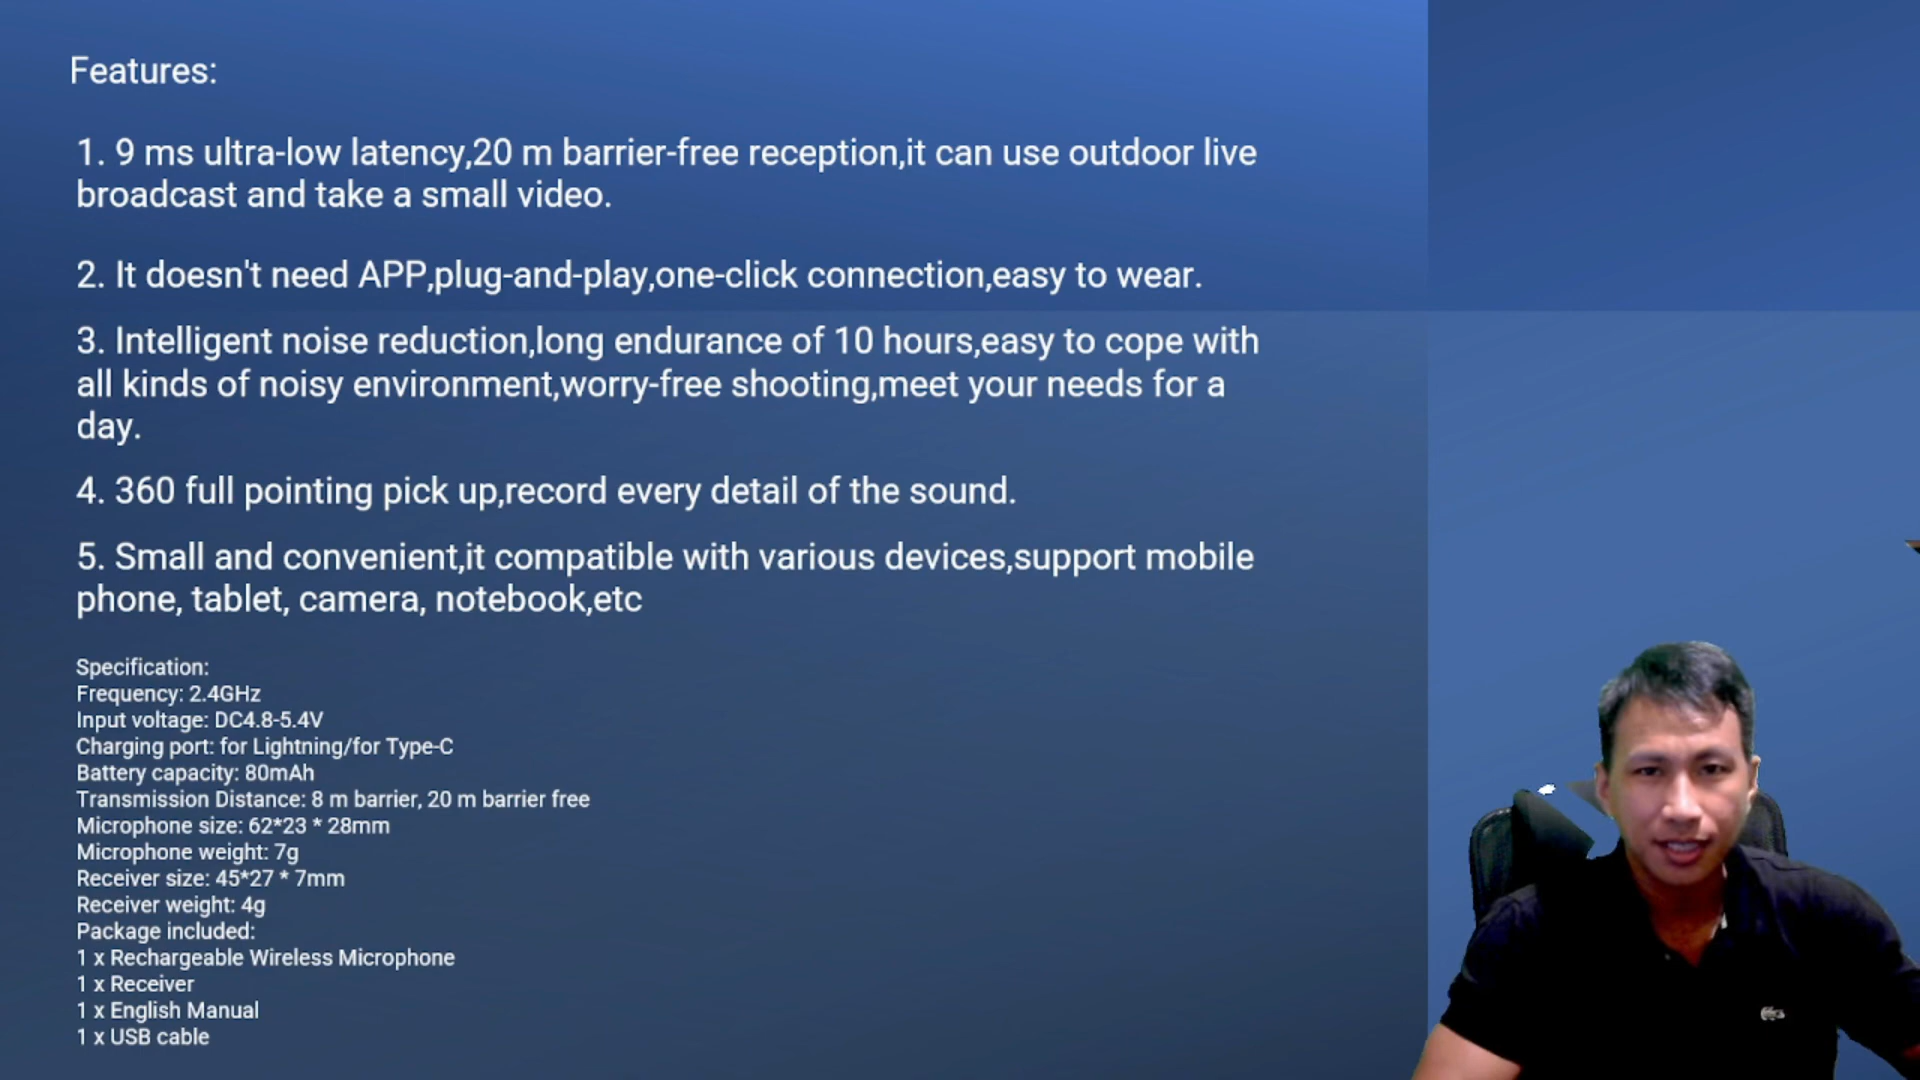 Features:
1. 9 ms ultra-low latency,20 m barrier-free reception,it can use outdoor live
broadcast and take a small video.
2. It doesn't need APP,plug-and-play,one-click connection,easy to wear.
3. Intelligent noise reduction,long endurance of 10 hours,easy to cope with
all kinds of noisy environment,worry-free shooting,meet your needs for a
day.
4. 360 full pointing pick up,record every detail of the sound.
5. Small and convenient,it compatible with various devices,support mobile
phone, tablet, camera, notebook,etc
Specification:
Frequency: 2.4GHz
Input voltage: DC4.8-5.4V
Charging port: for Lightning/for Type-C
Battery capacity: 80mAh
Transmission Distance: 8 m barrier, 20 m barrier free
Microphone size: 62*23 * 28mm
Microphone weight: 7g
Receiver size: 45*27 * 7mm
Receiver weight: 4g
Package included:
1 x Rechargeable Wireless Microphone
1 x Receiver
1 x English Manual
1 x USB cable